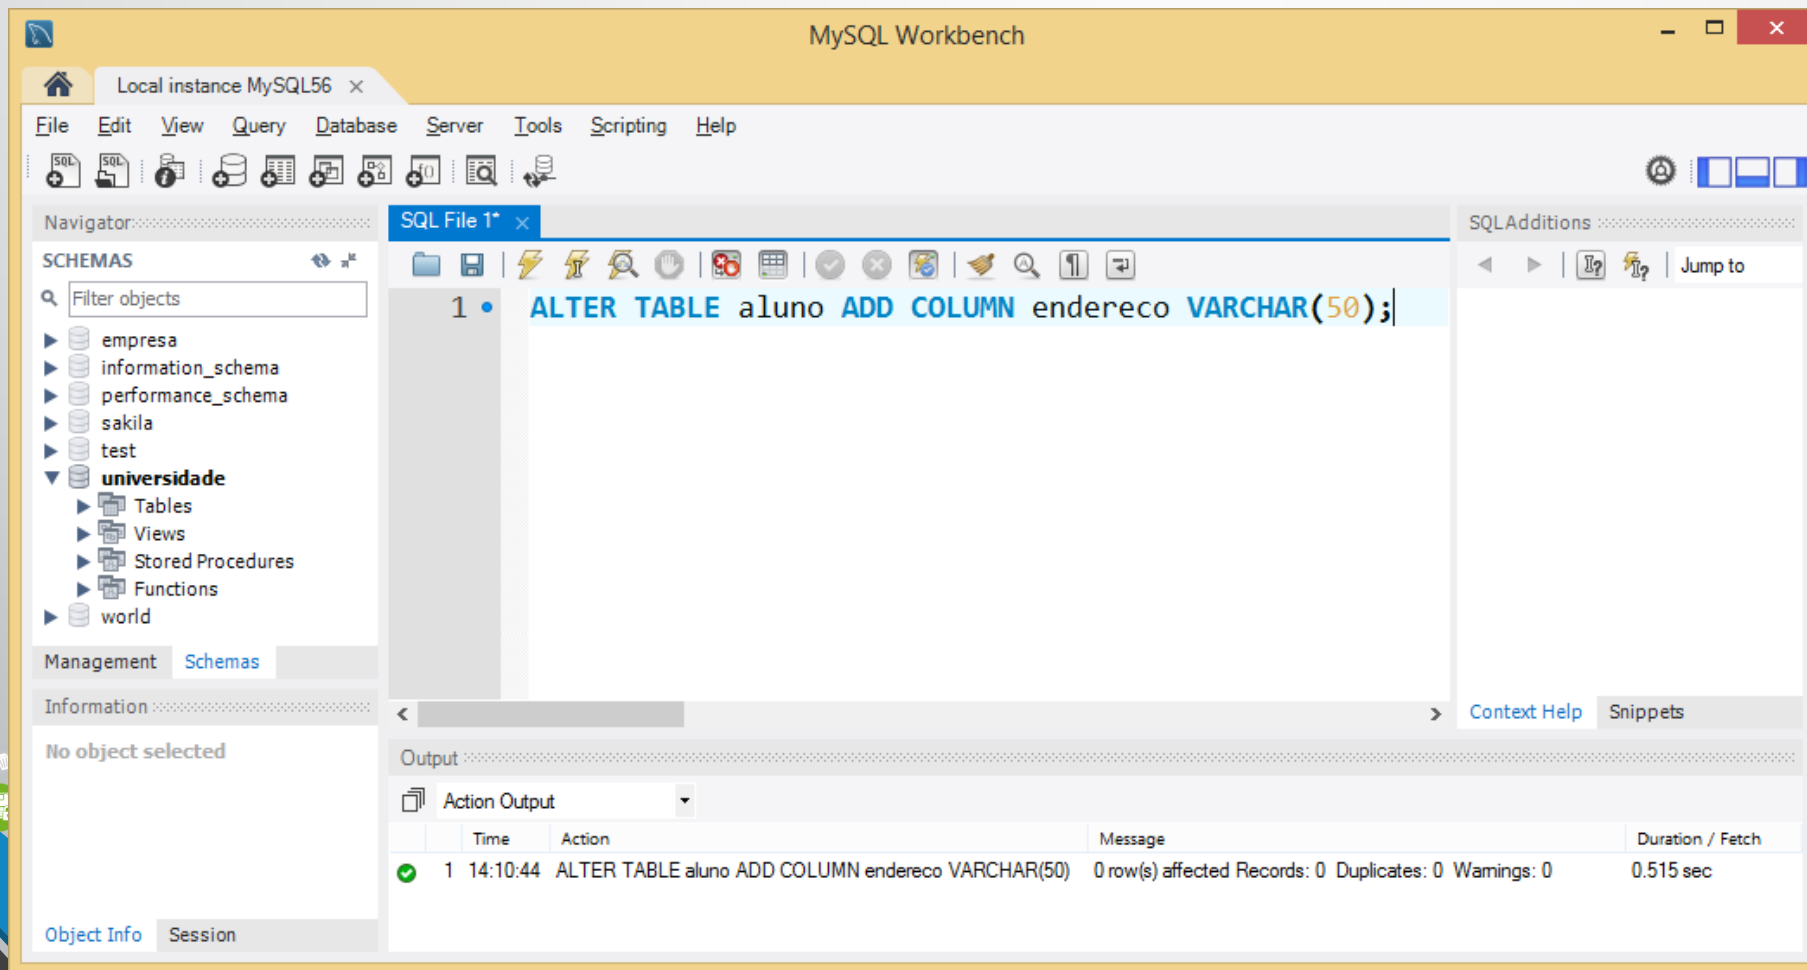 MySQL Workbench
Local instance MySQL56
File Edit View Query Database Server Tools Scripting Help
SQL SQL
Navigator
SCHEMAS
Filter objects
empresa
information_schema
performance_schema
sakila
test
universidade
Tables
Views
Stored Procedures
Functions
world
Management Schemas
Information
No object selected
Object Info Session
SQL File 1*
1 ALTER TABLE aluno ADD COLUMN endereco VARCHAR(50);
SQLAdditions
Jump to
Context Help Snippets
Output
Action Output
Time Action Message Duration / Fetch
1 14:10:44 ALTER TABLE aluno ADD COLUMN endereco VARCHAR(50) 0 row(s) affected Records: 0 Duplicates: 0 Warnings: 0 0.515 sec